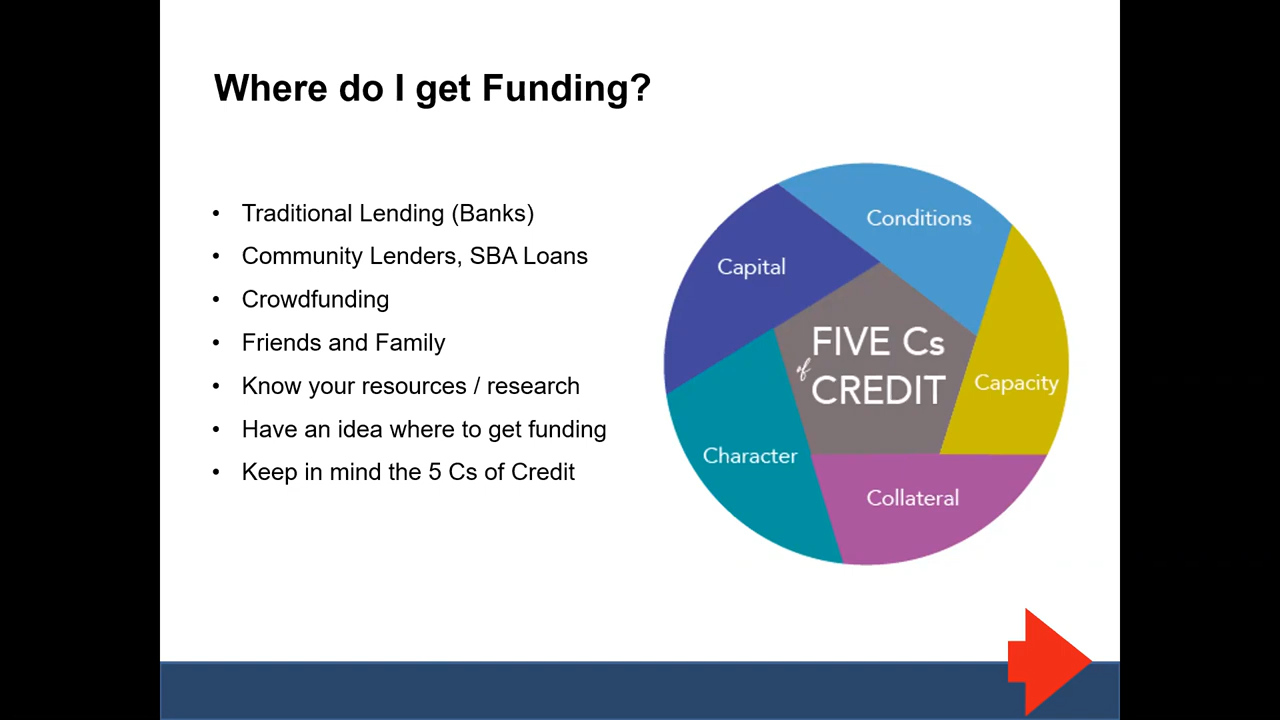 Where do I get Funding?
• Traditional Lending (Banks)
• Community Lenders, SBA Loans
• Crowdfunding
• Friends and Family
• Know your resources / research
• Have an idea where to get funding
• Keep in mind the 5 Cs of Credit
Conditions
Capital
FIVE Cs
of
CREDIT
Capacity
Character
Collateral